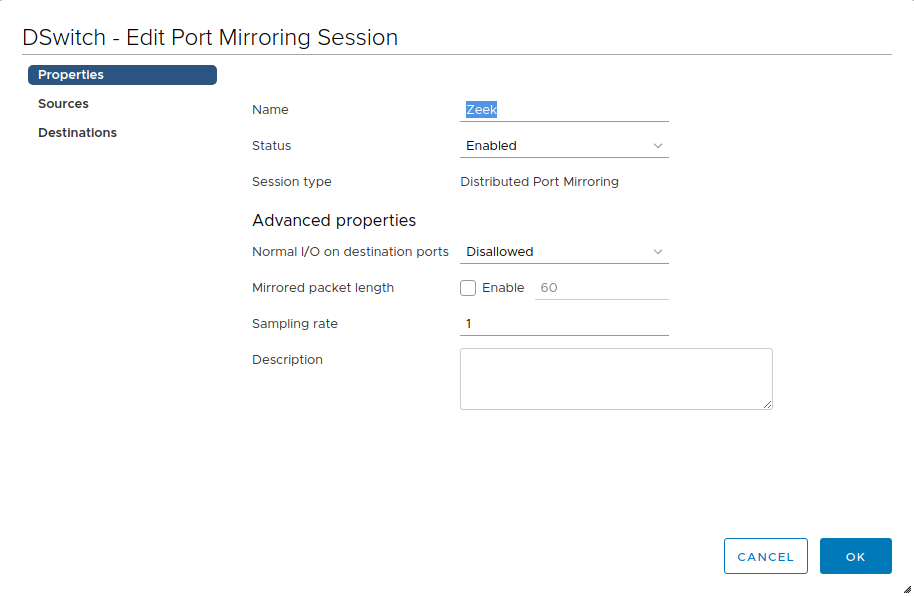 DSwitch - Edit Port Mirroring Session
Properties
Sources
Destinations
Name Zeek
Status Enabled
Session type Distributed Port Mirroring
Advanced properties
Normal I/O on destination ports Disallowed
Mirrored packet length Enable 60
Sampling rate 1
Description
CANCEL OK